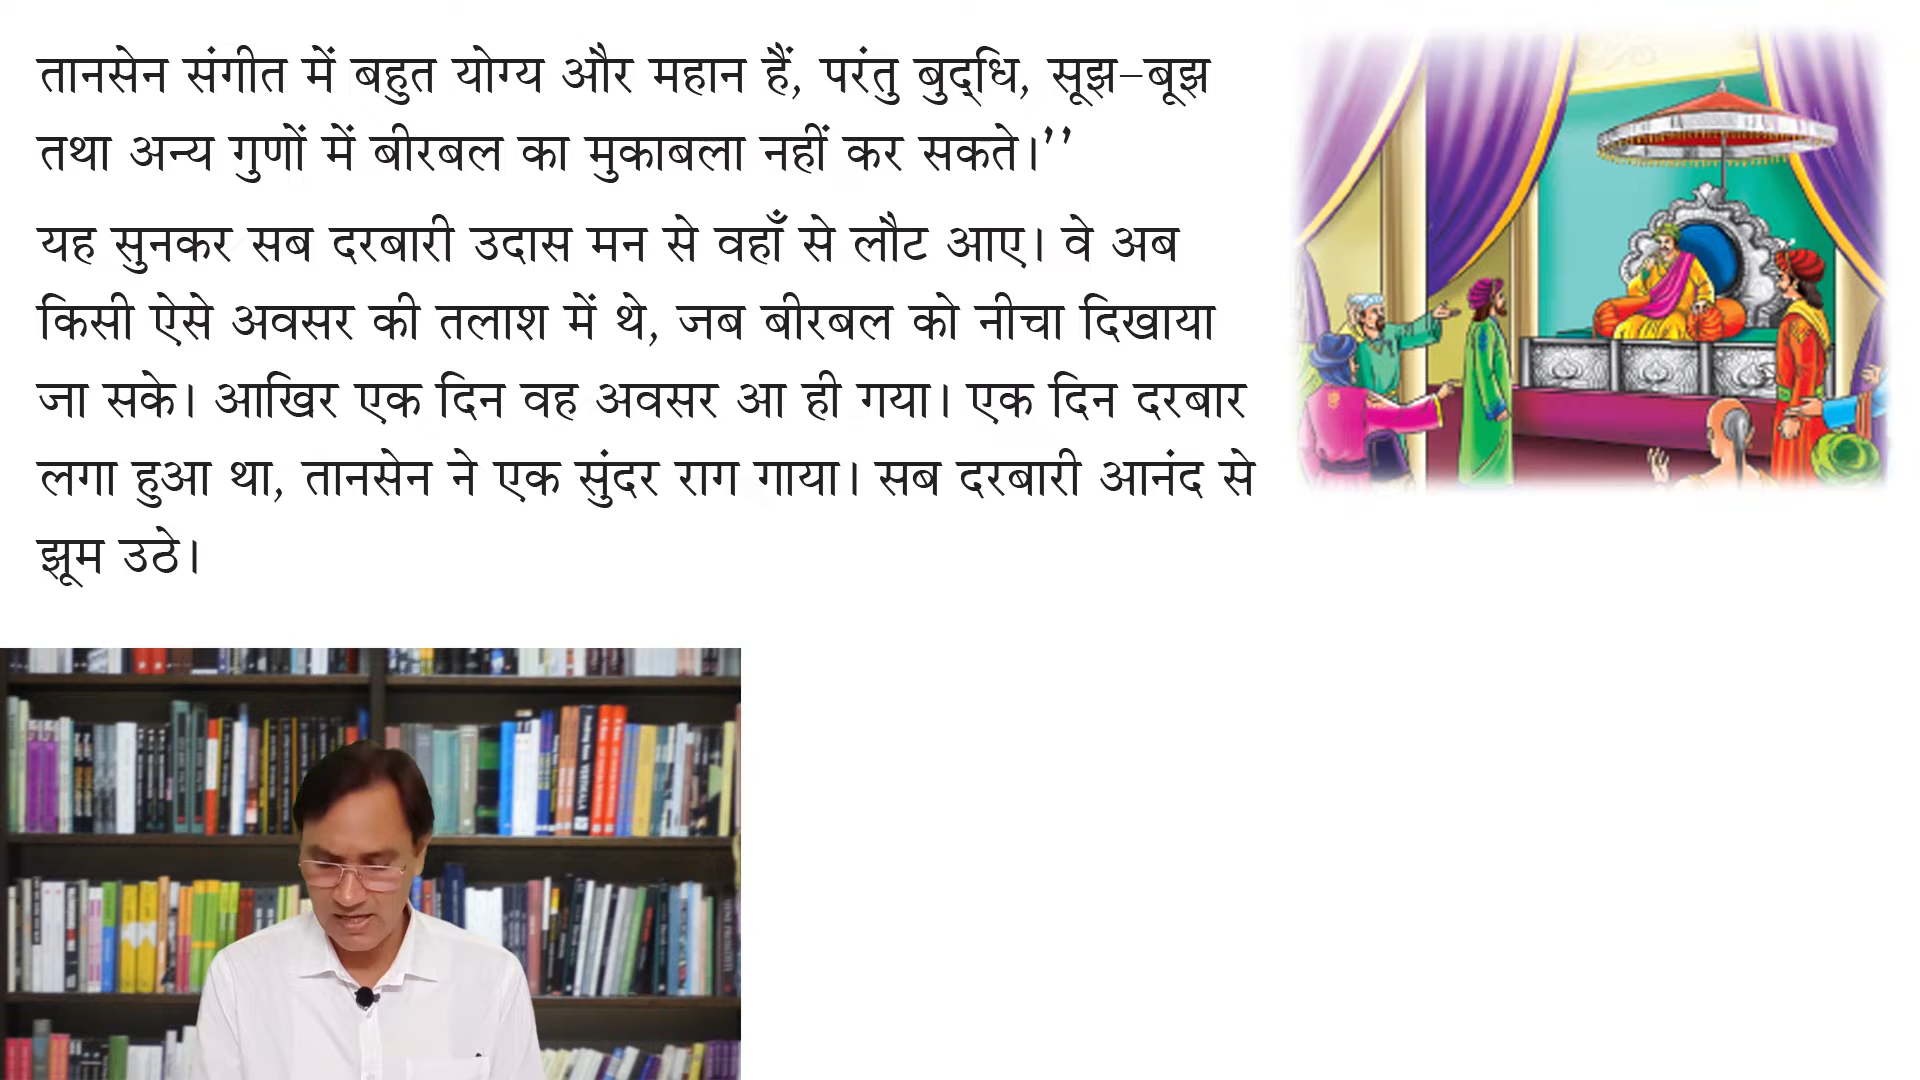 तानसेन संगीत में बहुत योग्य और महान हैं, परंतु बुद्‌धि, सूझ-बूझ
तथा अन्य गुणों में बीरबल का मुकाबला नहीं कर सकते।’’
यह सुनकर सब दरबारी उदास मन से वहाँ से लौट आए। वे अब
किसी ऐसे अवसर की तलाश में थे, जब बीरबल को नीचा दिखाया
जा सके। आखिर एक दिन वह अवसर आ ही गया। एक दिन दरबार
लगा हुआ था, तानसेन ने एक सुंदर राग गाया। सब दरबारी आनंद से
झूम उठे।